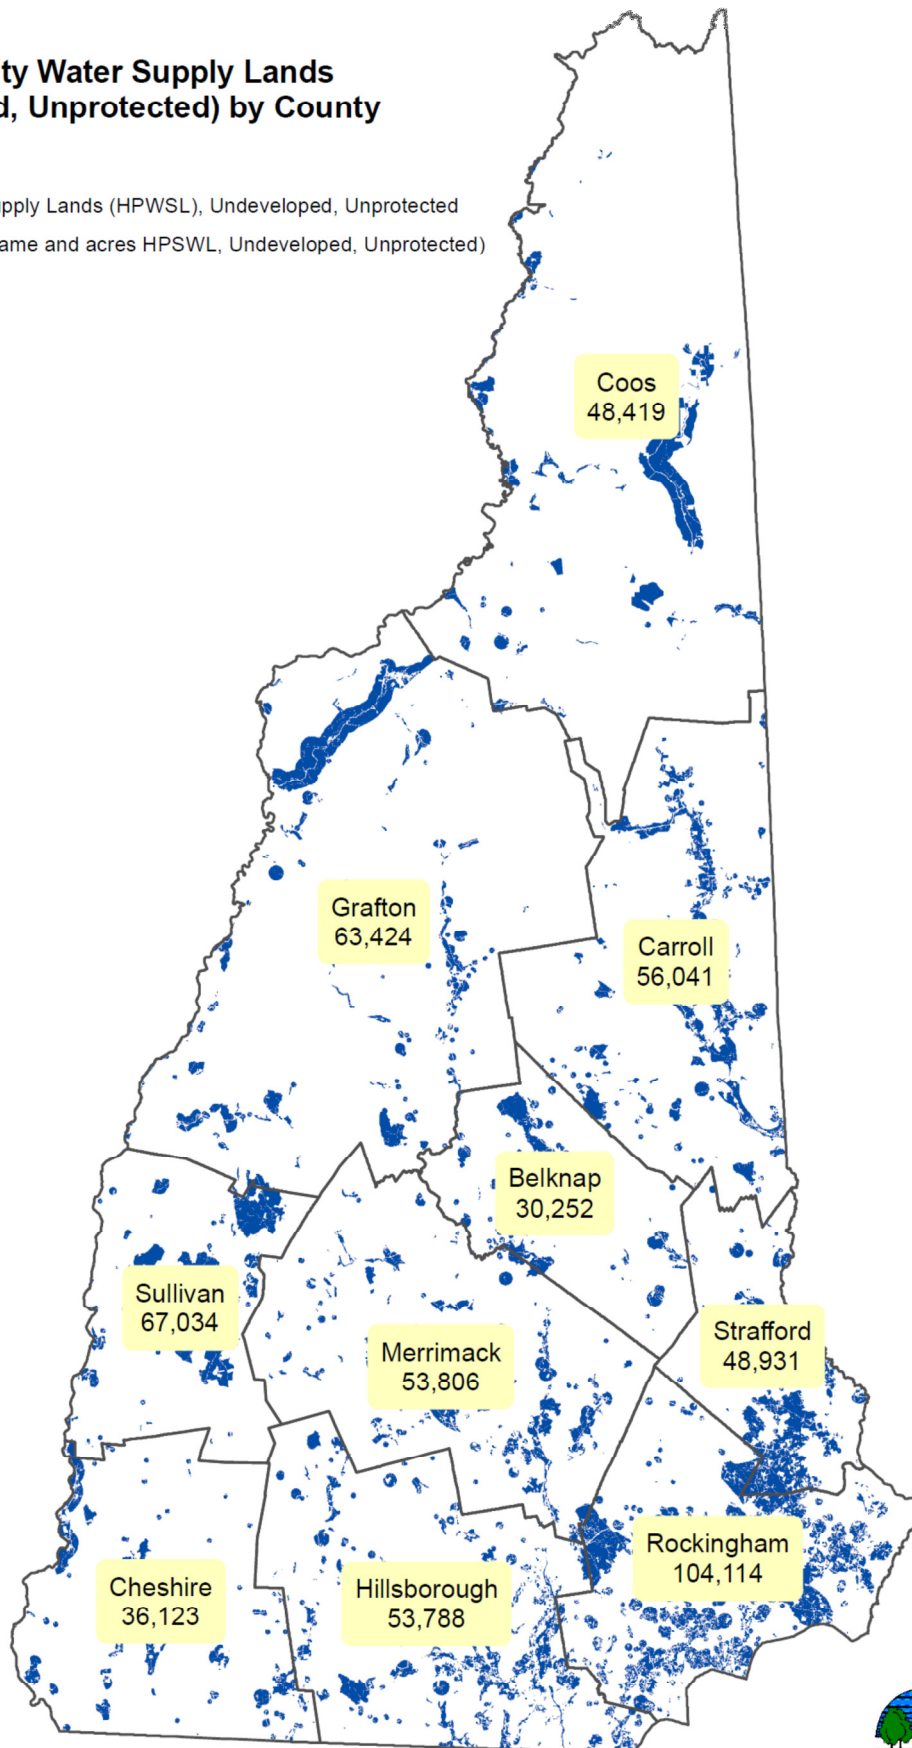 ty Water Supply Lands
d, Unprotected) by County
pply Lands (HPWSL), Undeveloped, Unprotected
ame and acres HPSWL, Undeveloped, Unprotected)
Coos
48,419
Grafton
63,424
Carroll
56,041
Belknap
30,252
Sullivan
67,034
Strafford
48,931
Merrimack
53,806
Rockingham
104,114
Cheshire
36,123
Hillsborough
53,788